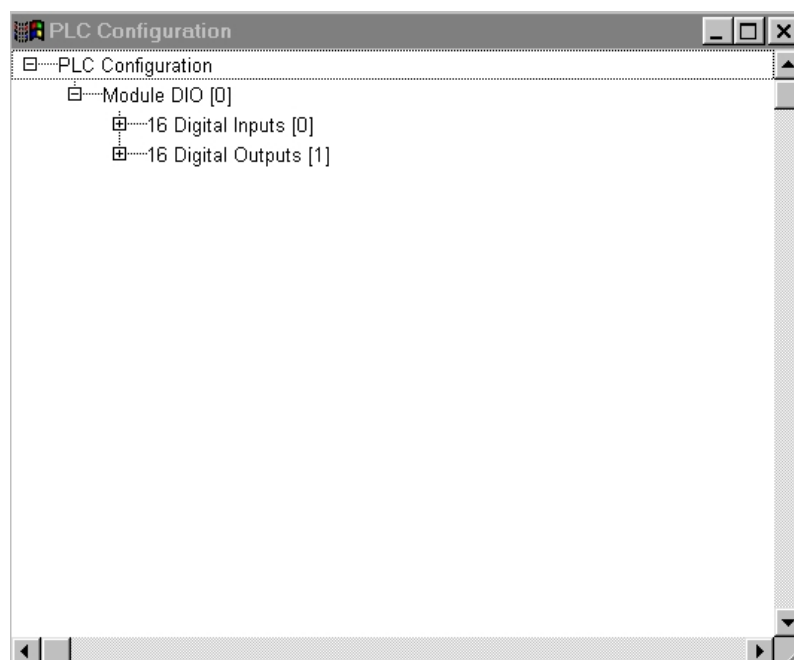 PLC Configuration
PLC Configuration
Module DIO [0]
16 Digital Inputs [0]
16 Digital Outputs [1]